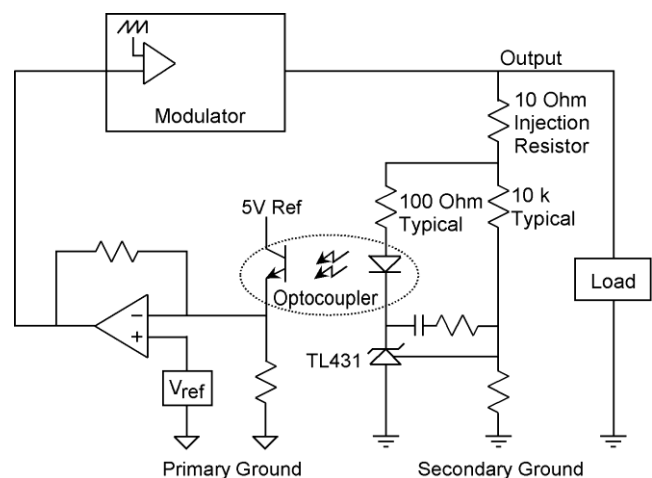 Modulator
Output
10 Ohm
Injection
Resistor
100 Ohm
Typical
10 k
Typical
5V Ref
Optocoupler
Load
−
+
TL431
Vref
Primary Ground
Secondary Ground